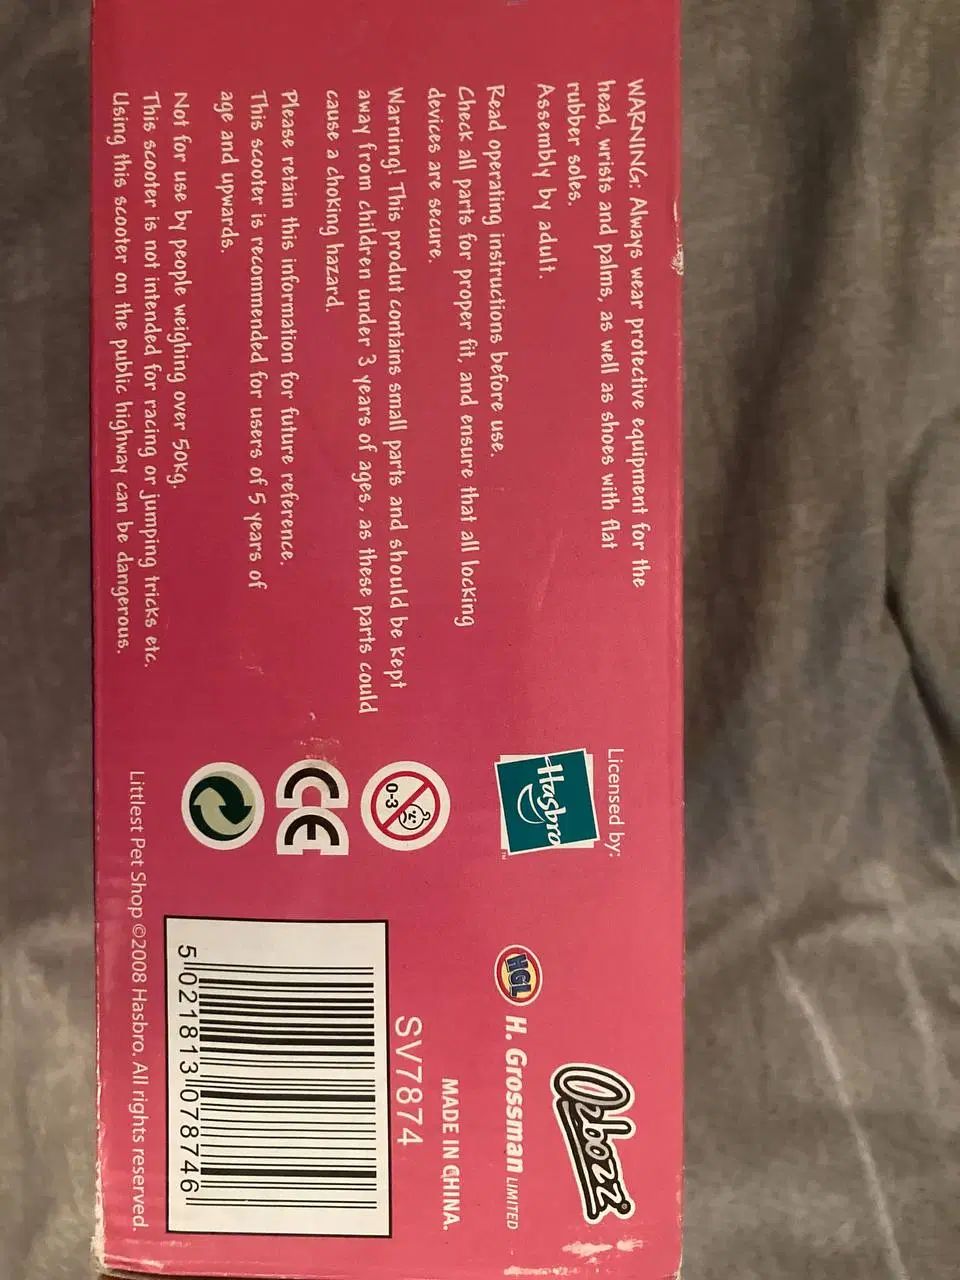 WARNING: Always wear protective equipment for the
head, wrists and palms, as well as shoes with flat
rubber soles.
Assembly by adult.
Read operating instructions before use.
Check all parts for proper fit, and ensure that all locking
devices are secure.
Warning! This produt contains small parts and should be kept
away from children under 3 years of ages, as these parts could
cause a choking hazard.
Please retain this information for future reference.
This scooter is recommended for users of 5 years of
age and upwards.
Not for use by people weighing over 50kg.
This scooter is not intended for racing or jumping tricks etc.
Using this scooter on the public highway can be dangerous.
Licensed by:
Hasbro
TM
0-3
CE
Ozbozz
HGL H. Grossman LIMITED
MADE IN CHINA.
SV7874
5 021813 078746
Littlest Pet Shop ©2008 Hasbro. All rights reserved.